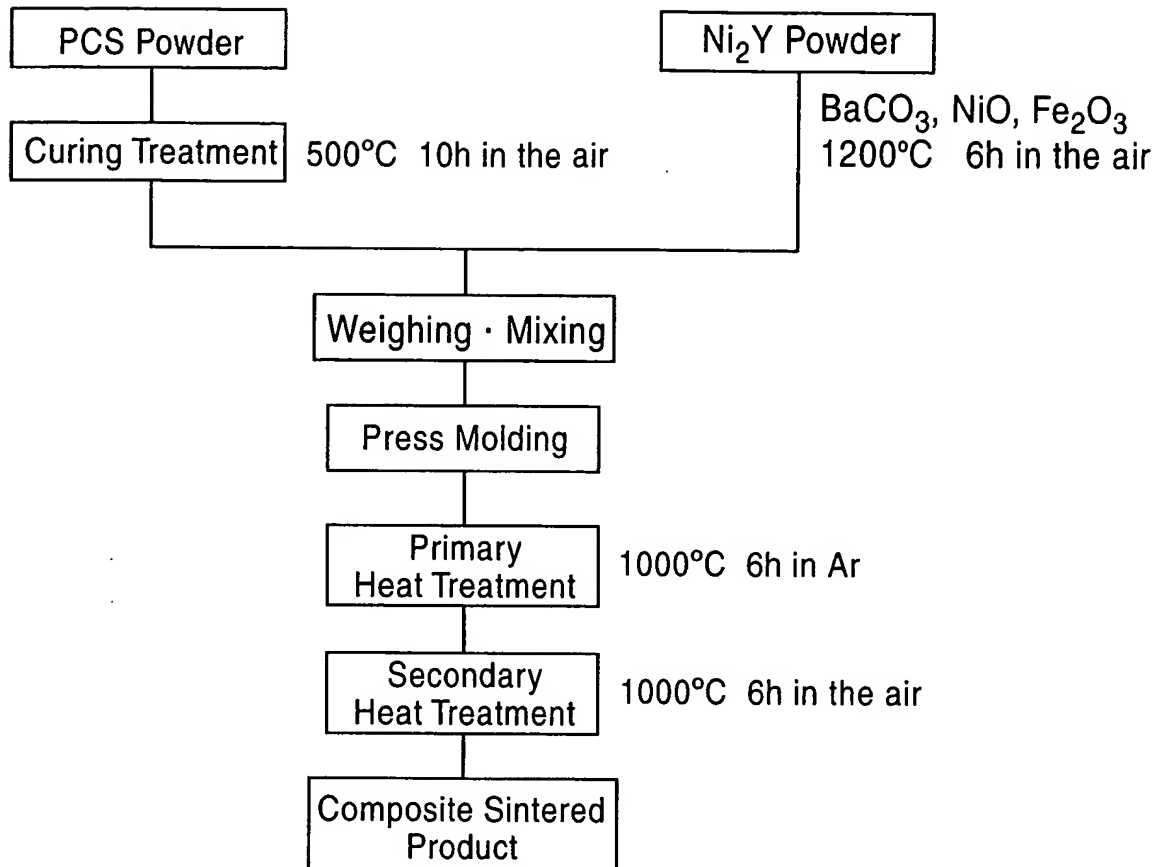 PCS Powder
Ni₂Y Powder
BaCO₃, NiO, Fe₂O₃
1200°C 6h in the air
Curing Treatment
500°C 10h in the air
Weighing · Mixing
Press Molding
Primary
Heat Treatment
1000°C 6h in Ar
Secondary
Heat Treatment
1000°C 6h in the air
Composite Sintered
Product